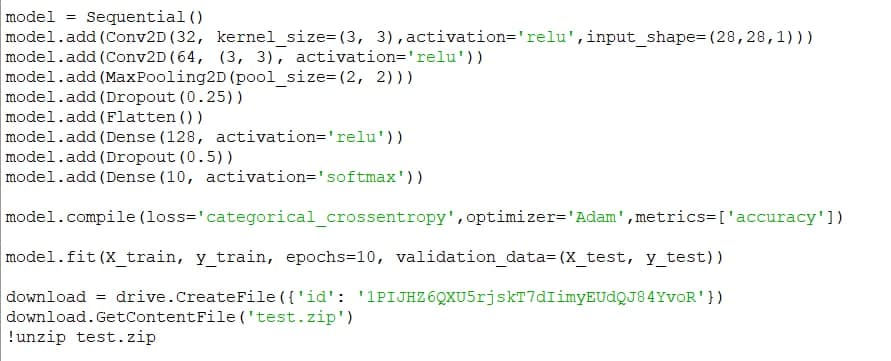 model = Sequential()
model.add(Conv2D(32, kernel_size=(3, 3),activation='relu',input_shape=(28,28,1)))
model.add(Conv2D(64, (3, 3), activation='relu'))
model.add(MaxPooling2D(pool_size=(2, 2)))
model.add(Dropout(0.25))
model.add(Flatten())
model.add(Dense(128, activation='relu'))
model.add(Dropout(0.5))
model.add(Dense(10, activation='softmax'))
model.compile(loss='categorical_crossentropy',optimizer='Adam',metrics=['accuracy'])
model.fit(X_train, y_train, epochs=10, validation_data=(X_test, y_test))
download = drive.CreateFile({'id': '1PIJHZ6QXU5rjskT7dIimyEUdQJ84YvoR'})
download.GetContentFile('test.zip')
!unzip test.zip